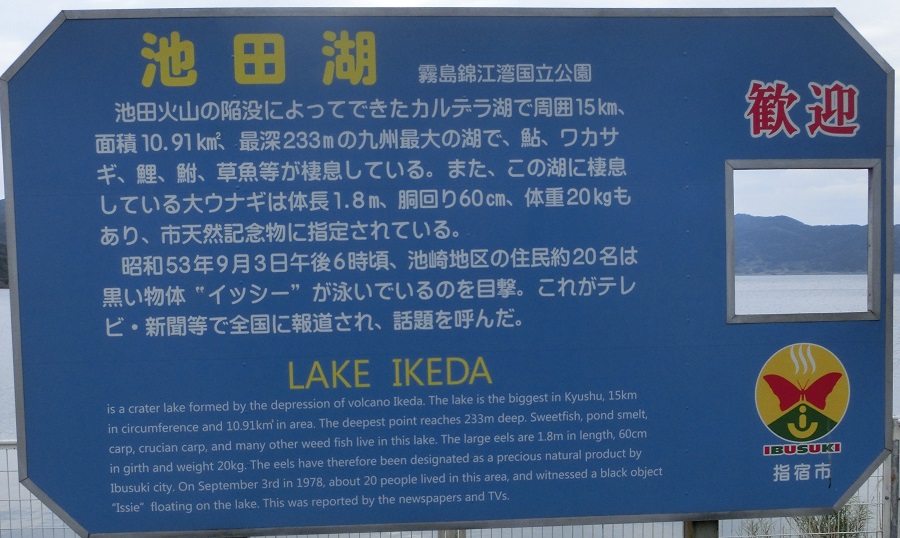 池田湖 霧島錦江湾国立公園
池田火山の陥没によってできたカルデラ湖で周囲15㎞、
面積10.91㎢、最深233mの九州最大の湖で、鮎、ワカサ
ギ、鯉、鮒、草魚等が棲息している。また、この湖に棲息
している大ウナギは体長1.8m、胴回り60㎝、体重20㎏も
あり、市天然記念物に指定されている。
昭和53年9月3日午後6時頃、池崎地区の住民約20名は
黒い物体“イッシー”が泳いでいるのを目撃。これがテレ
ビ・新聞等で全国に報道され、話題を呼んだ。
LAKE IKEDA
is a crater lake formed by the depression of volcano Ikeda. The lake is the biggest in Kyushu, 15km
in circumference and 10.91㎢ in area. The deepest point reaches 233m deep. Sweetfish, pond smelt,
carp, crucian carp, and many other weed fish live in this lake. The large eels are 1.8m in length, 60cm
in girth and weight 20kg. The eels have therefore been designated as a precious natural product by
Ibusuki city. On September 3rd in 1978, about 20 people lived in this area, and witnessed a black object
"Issie" floating on the lake. This was reported by the newspapers and TVs.
歓迎
IBUSUKI
指宿市